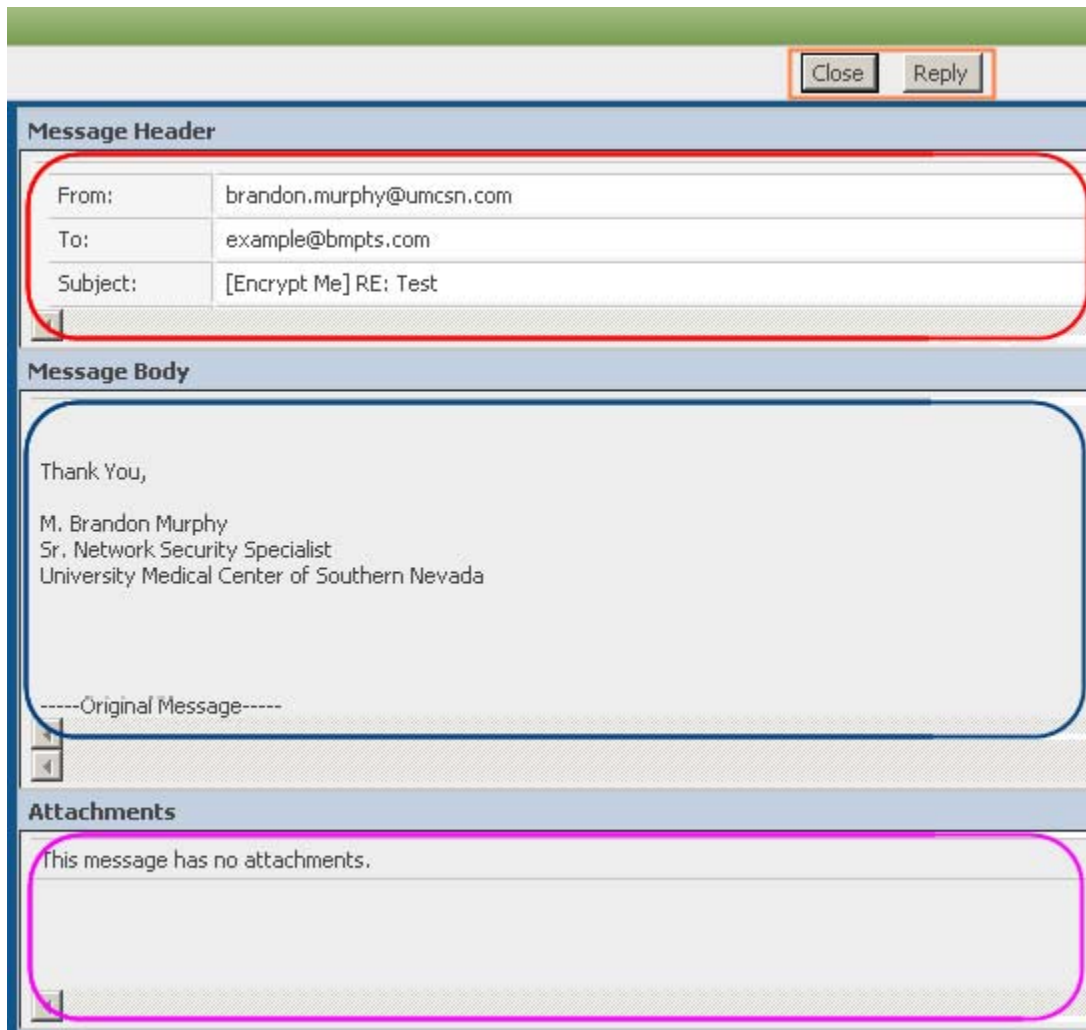 Close Reply
Message Header
From: brandon.murphy@umcsn.com
To: example@bmpts.com
Subject: [Encrypt Me] RE: Test
Message Body
Thank You,
M. Brandon Murphy
Sr. Network Security Specialist
University Medical Center of Southern Nevada
-----Original Message-----
Attachments
This message has no attachments.